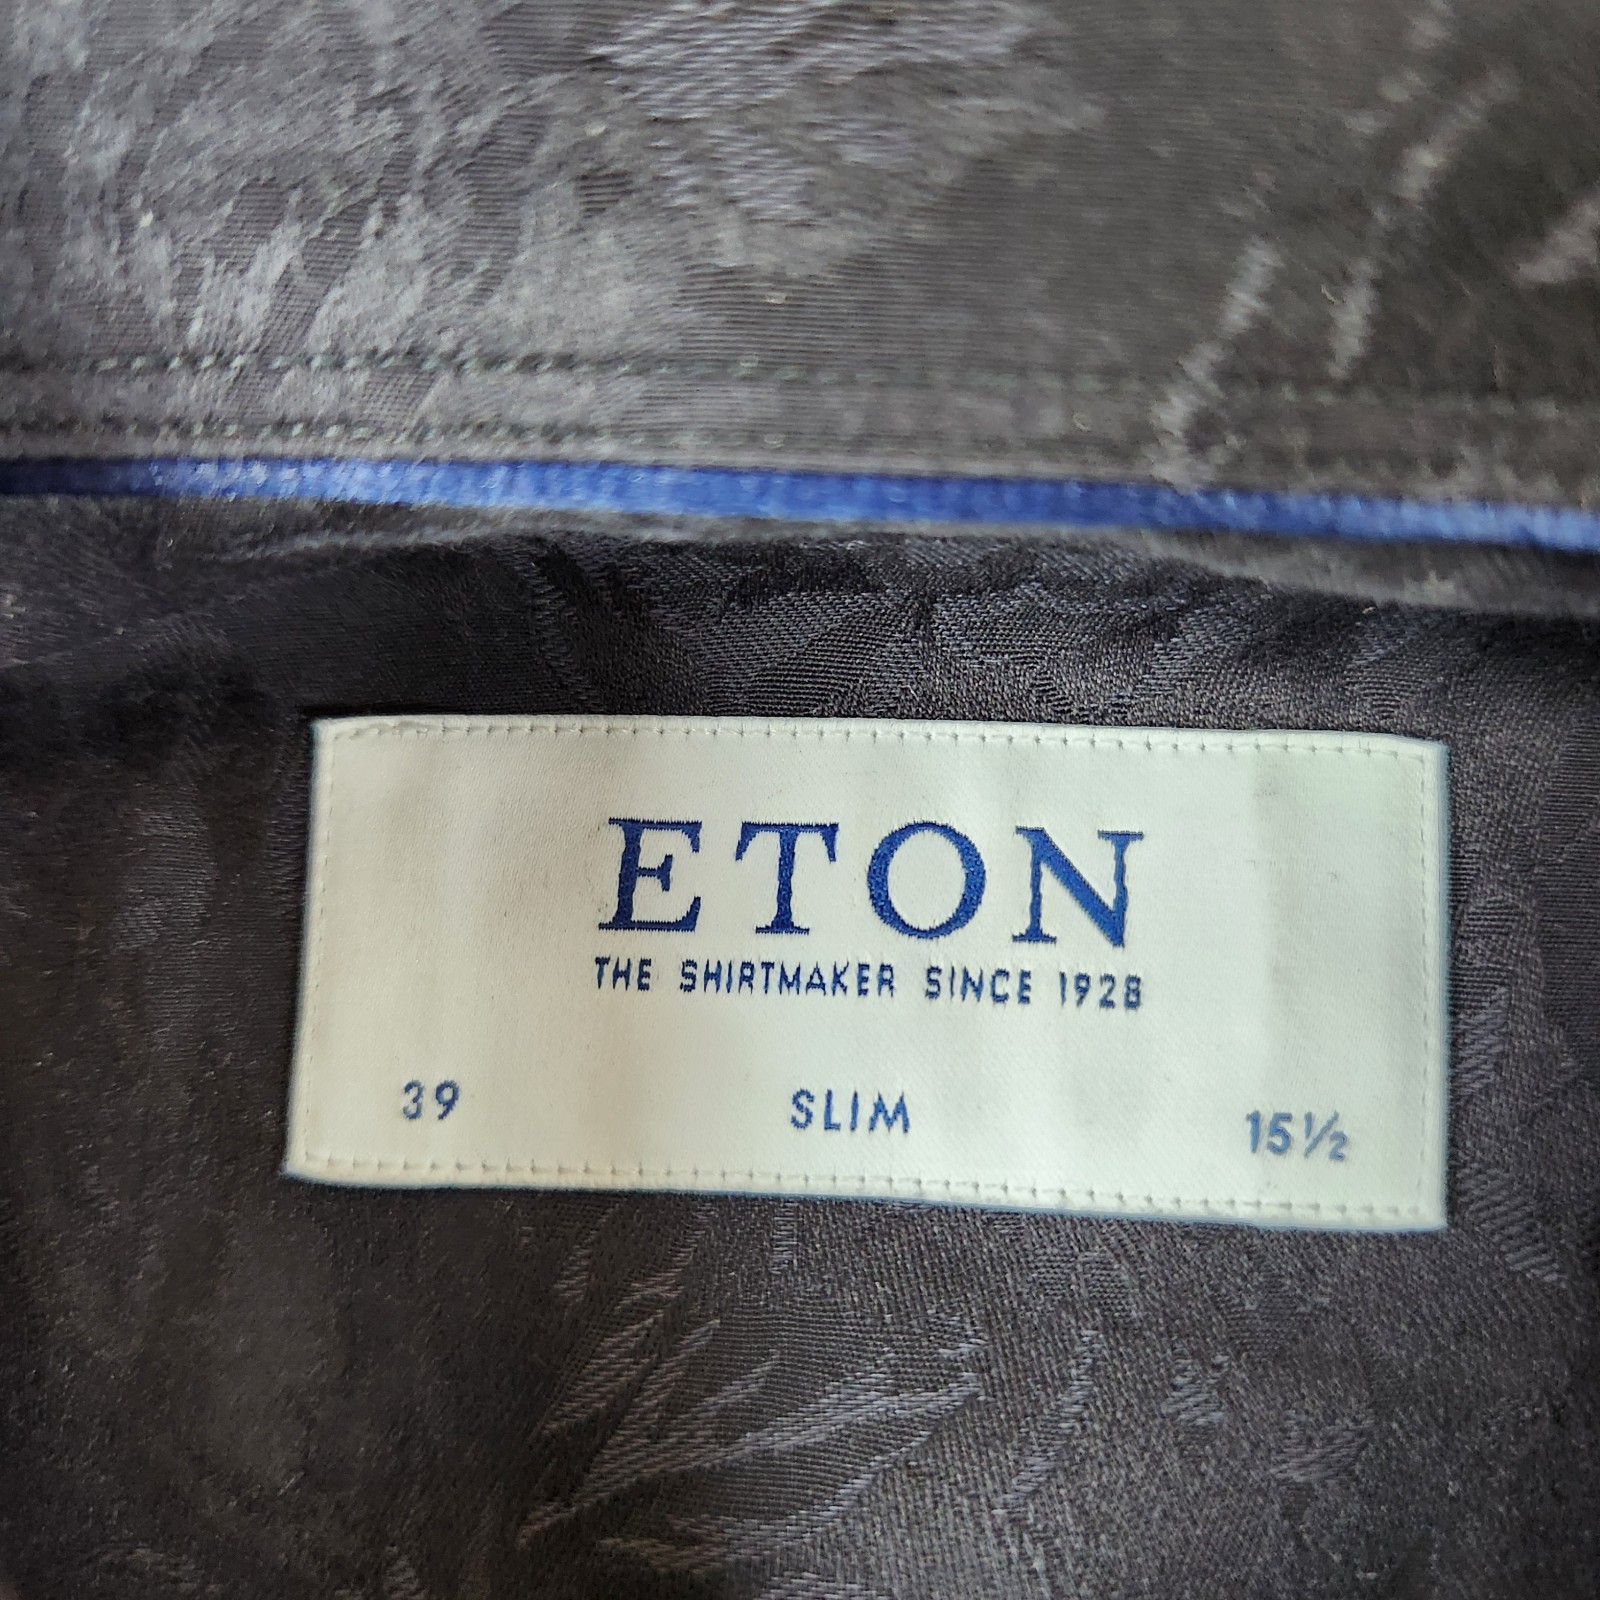 ETON
THE SHIRTMAKER SINCE 1928
39 SLIM 15½